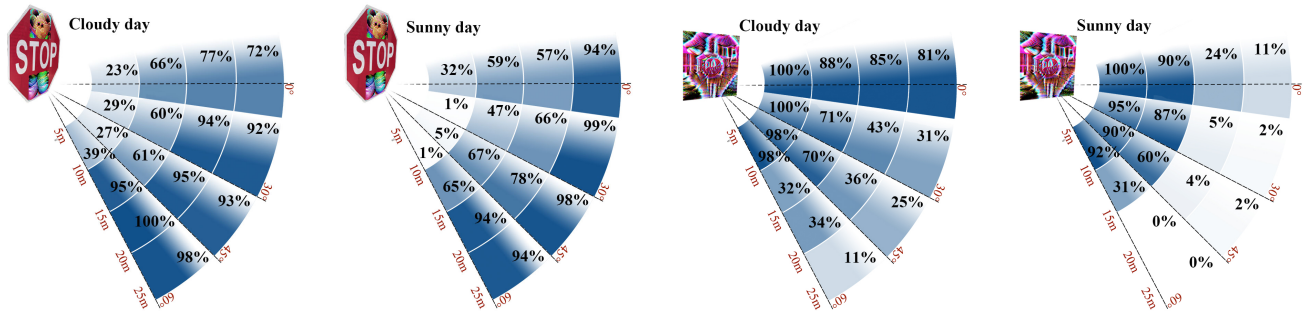 Cloudy day
STOP
23% 66% 77% 72%
29% 60% 94% 92%
27% 61% 95% 93%
39% 95% 100% 98%
5m 10m 15m 20m 25m
0° 30° 45° 60°
Sunny day
STOP
32% 59% 57% 94%
1% 47% 66% 99%
5% 67% 78% 98%
1% 65% 94% 94%
5m 10m 15m 20m 25m
0° 30° 45° 60°
Cloudy day
100% 88% 85% 81%
100% 71% 43% 31%
98% 70% 36% 25%
98% 32% 34% 11%
5m 10m 15m 20m 25m
0° 30° 45° 60°
Sunny day
100% 90% 24% 11%
95% 87% 5% 2%
90% 60% 4% 2%
92% 31% 0% 0%
5m 10m 15m 20m 25m
0° 30° 45° 60°